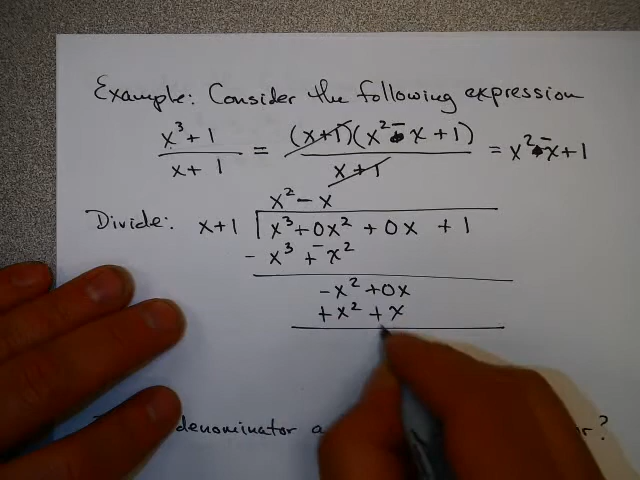 Example: Consider the following expression
x³ + 1 / x + 1 = (x+1)(x² - x + 1) / x + 1 = x² - x + 1
x² - x
Divide: x+1 | x³ + 0x² + 0x + 1
- x³ + - x²
-x² + 0x
+x² + x
denominator a
r?